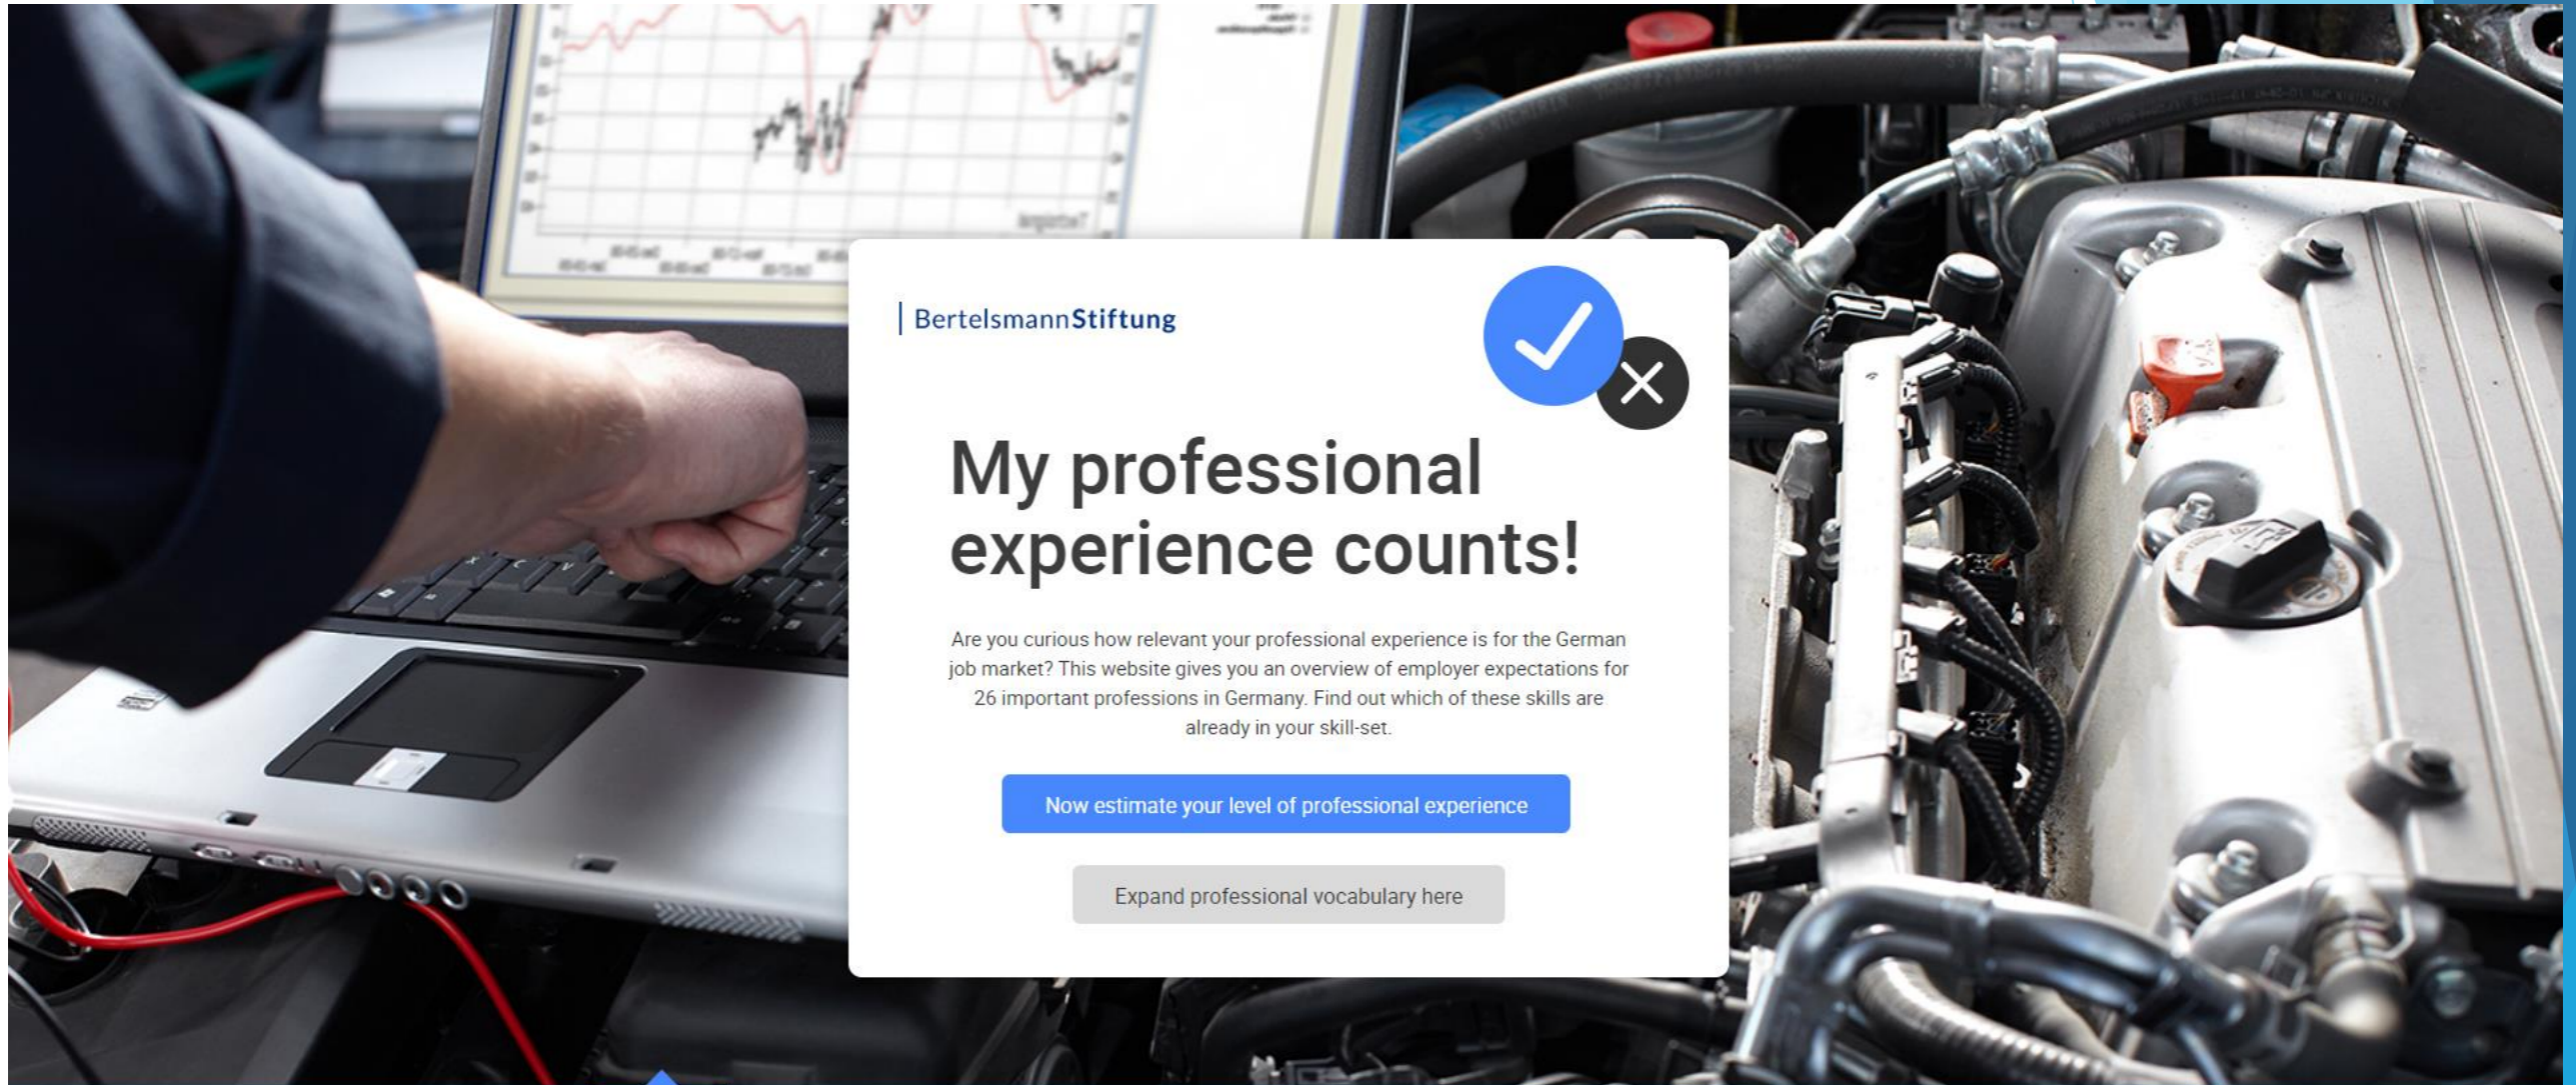 BertelsmannStiftung
My professional
experience counts!
Are you curious how relevant your professional experience is for the German
job market? This website gives you an overview of employer expectations for
26 important professions in Germany. Find out which of these skills are
already in your skill-set.
Now estimate your level of professional experience
Expand professional vocabulary here